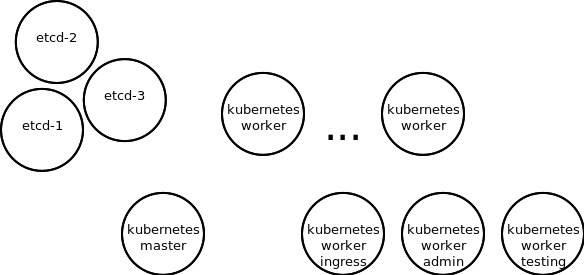 etcd-2
etcd-3
etcd-1
kubernetes
worker
...
kubernetes
worker
kubernetes
master
kubernetes
worker
ingress
kubernetes
worker
admin
kubernetes
worker
testing